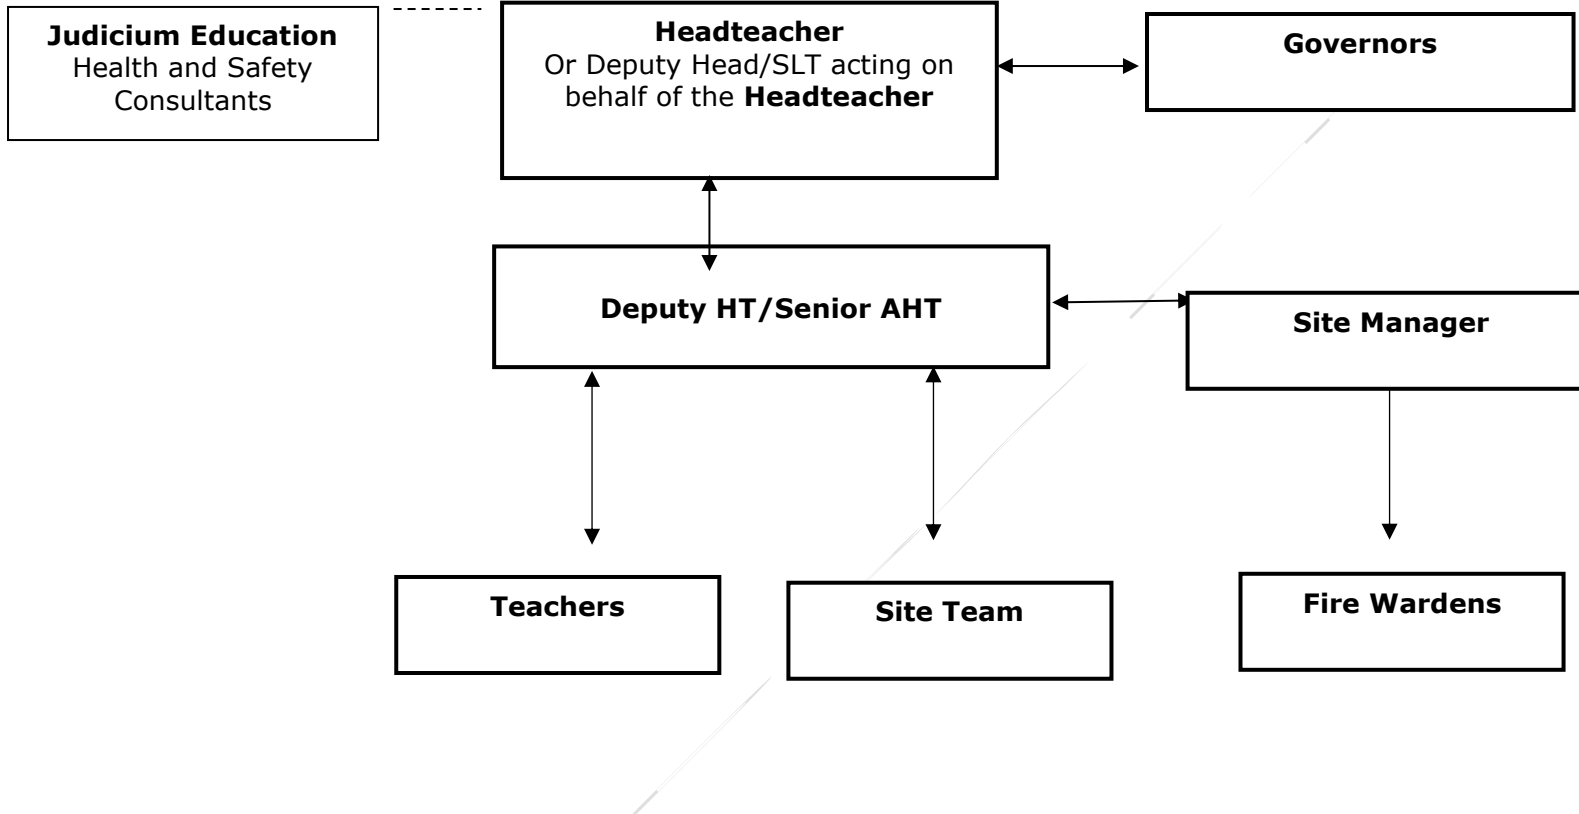 Judicium Education
Health and Safety
Consultants
Headteacher
Or Deputy Head/SLT acting on
behalf of the Headteacher
Governors
Deputy HT/Senior AHT
Site Manager
Teachers
Site Team
Fire Wardens